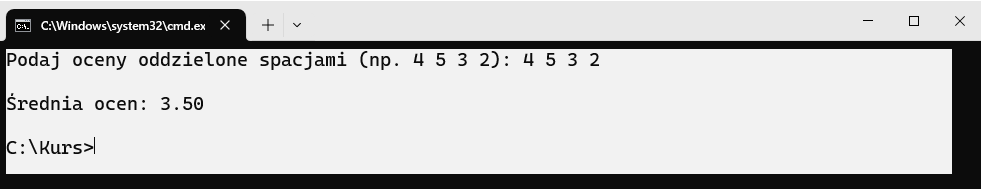 C:\Windows\system32\cmd.ex
Podaj oceny oddzielone spacjami (np. 4 5 3 2): 4 5 3 2
Średnia ocen: 3.50
C:\Kurs>